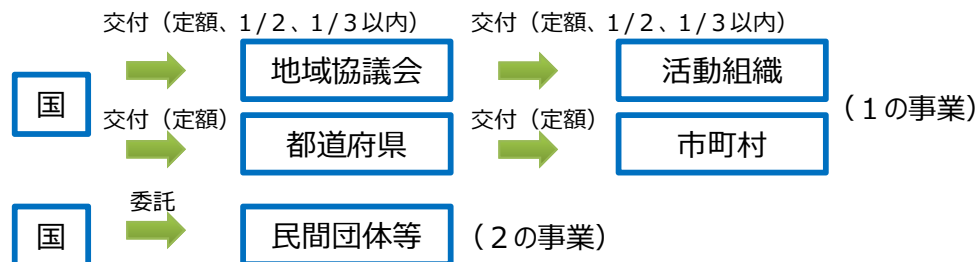 交付（定額、1/2、1/3以内） 交付（定額、1/2、1/3以内）
国 地域協議会 活動組織
（１の事業）
交付（定額） 交付（定額）
都道府県 市町村
委託
国 民間団体等 （２の事業）